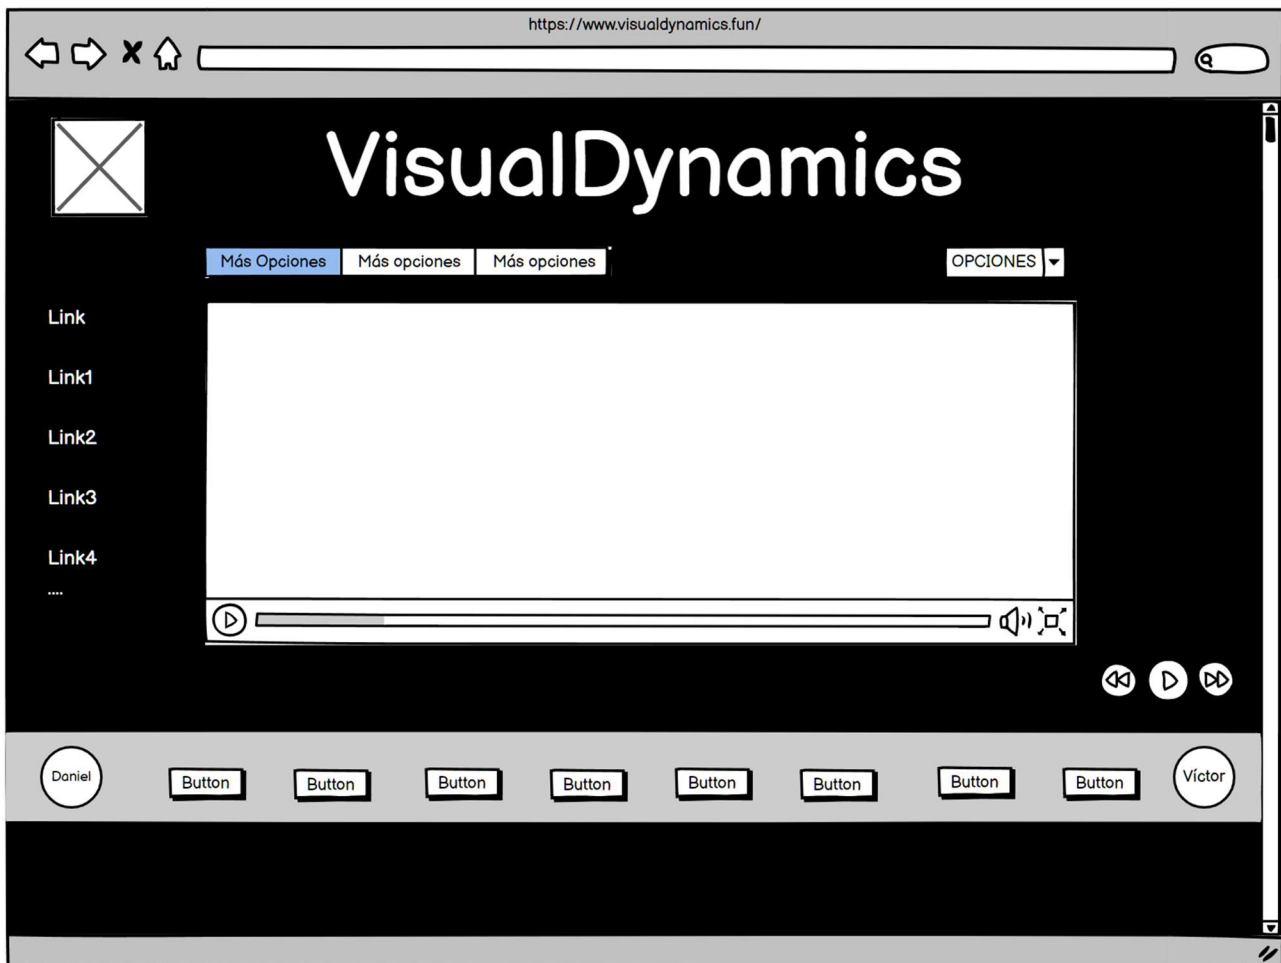 https://www.visualdynamics.fun/
VisualDynamics
Más Opciones Más opciones Más opciones OPCIONES
Link
Link1
Link2
Link3
Link4
....
Daniel Button Button Button Button Button Button Button Button Víctor